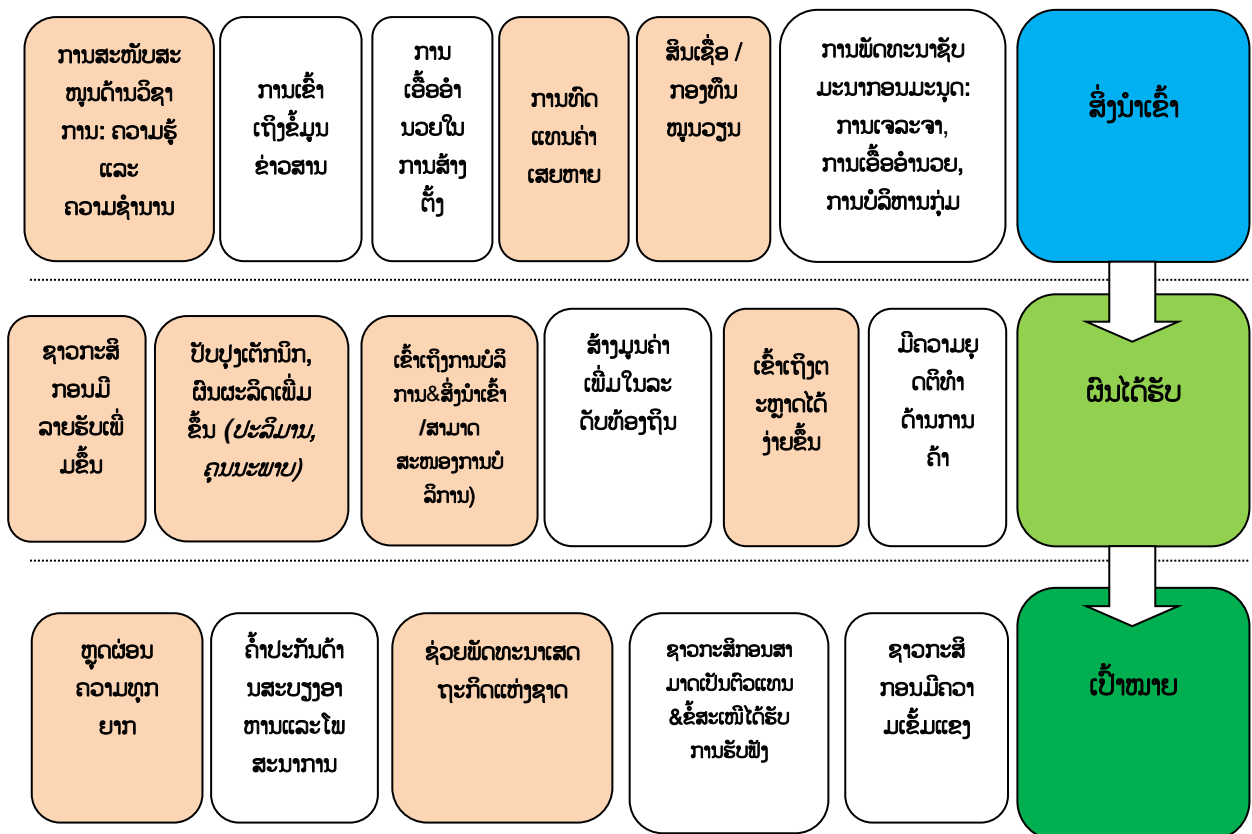 ການສະໜັບສະ
ໜູນດ້ານວິຊາ
ການ: ຄວາມຮູ້
ແລະ
ຄວາມຊຳນານ
ການເຂົ້າ
ເຖິງຂໍ້ມູນ
ຂ່າວສານ
ການ
ເອື້ອອຳ
ນວຍໃນ
ການສ້າງ
ຕັ້ງ
ການທົດ
ແທນຄ່າ
ເສຍຫາຍ
ສິນເຊື່ອ /
ກອງທຶນ
ໝູນວຽນ
ການພັດທະນາຊັບ
ມະນາກອນມະນຸດ:
ການເຈລະຈາ,
ການເອື້ອອຳນວຍ,
ການບໍລິຫານກຸ່ມ
ສິ່ງນຳເຂົ້າ
ຊາວກະສິ
ກອນມີ
ລາຍຮັບເພີ່
ມຂຶ້ນ
ປັບປຸງເຕັກນິກ,
ຜົນຜະລິດເພີ່ມ
ຂຶ້ນ (ປະລິມານ,
ຄຸນນະພາບ)
ເຂົ້າເຖິງການບໍລິ
ການ&ສິ່ງນຳເຂົ້າ
/ສາມາດ
ສະໜອງການບໍ
ລິການ)
ສ້າງມູນຄ່າ
ເພີ່ມໃນລະ
ດັບທ້ອງຖິນ
ເຂົ້າເຖິງຕ
ະຫຼາດໄດ້
ງ່າຍຂຶ້ນ
ມີຄວາມຍຸ
ດຕິທຳ
ດ້ານການ
ຄ້າ
ຜົນໄດ້ຮັບ
ຫຼຸດຜ່ອນ
ຄວາມທຸກ
ຍາກ
ຄ້ຳປະກັນດ້າ
ນສະບຽງອາ
ຫານແລະໂພ
ສະນາການ
ຊ່ວຍພັດທະນາເສດ
ຖະກິດແຫ່ງຊາດ
ຊາວກະສິກອນສາ
ມາດເປັນຕົວແທນ
&ຂໍ້ສະເໜີໄດ້ຮັບ
ການຮັບຟັງ
ຊາວກະສິ
ກອນມີຄວາ
ມເຂັ້ມແຂງ
ເປົ້າໝາຍ